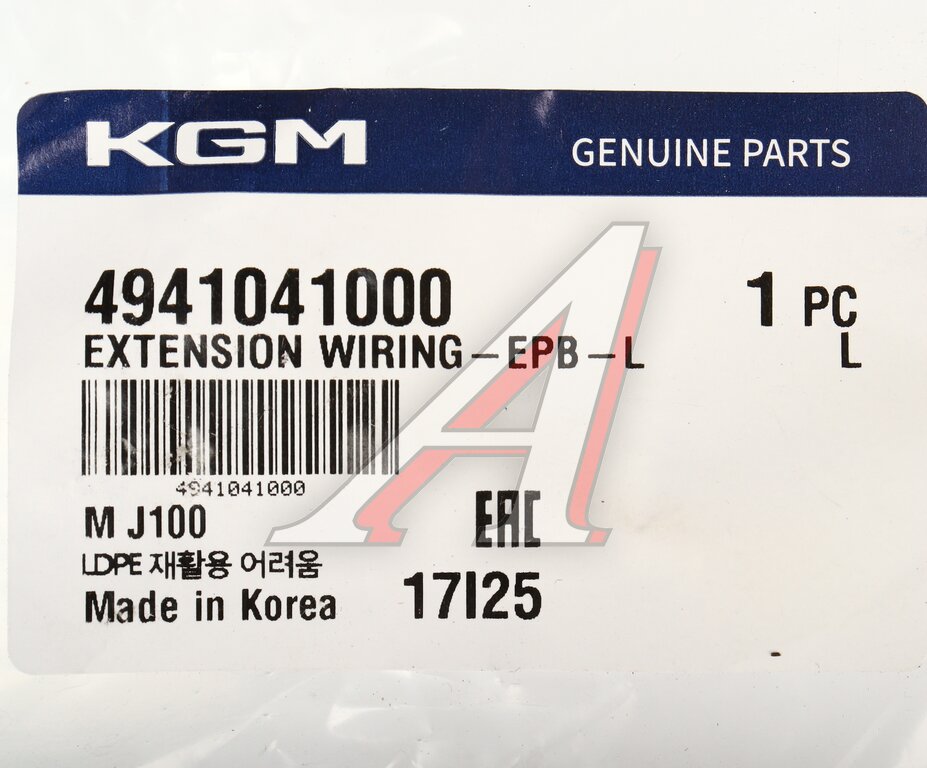 KGM GENUINE PARTS
4941041000 1 PC
EXTENSION WIRING-EPB-L L
4941041000
M J100 EAC
LDPE 재활용 어려움
Made in Korea 17I25